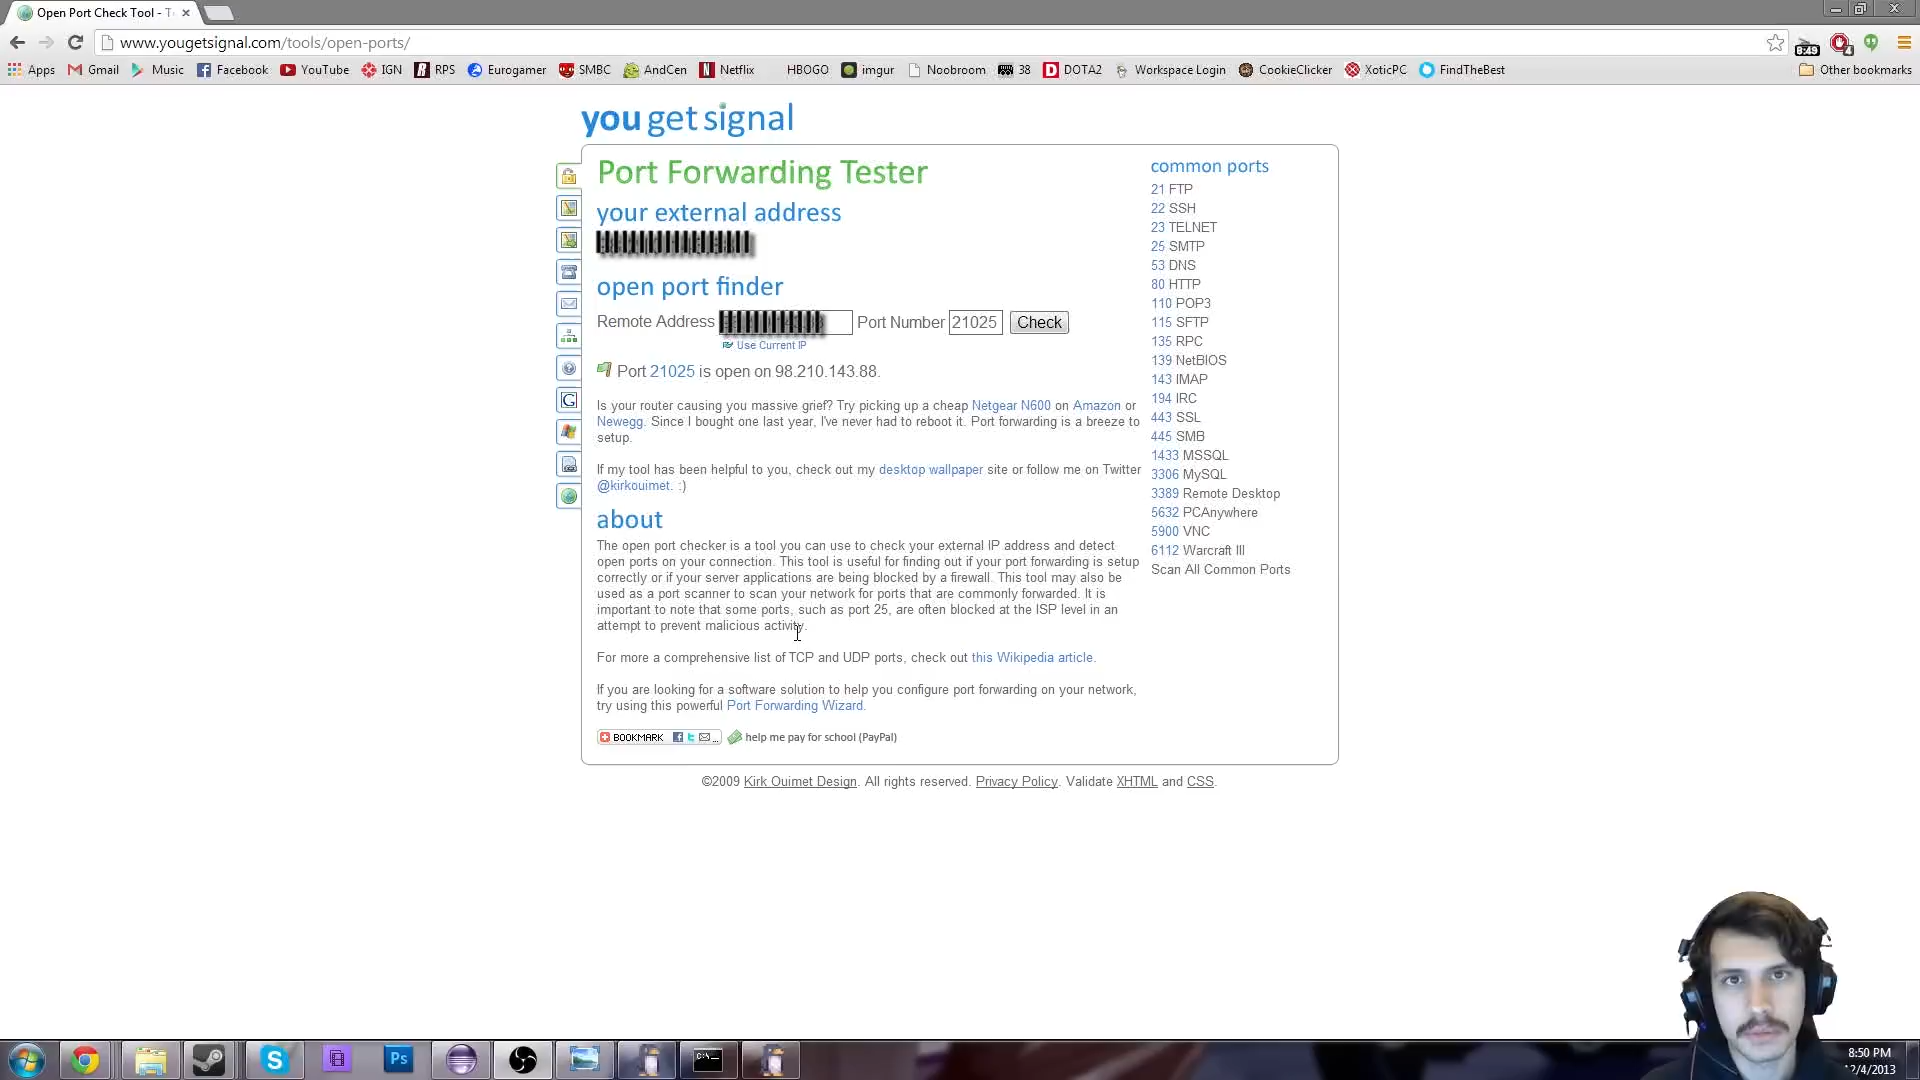 Open Port Check Tool - T
www.yougetsignal.com/tools/open-ports/
8:49
4
Apps Gmail Music Facebook YouTube IGN RPS Eurogamer SMBC AndCen Netflix HBOGO imgur Noobroom 38 DOTA2 Workspace Login CookieClicker XoticPC FindTheBest Other bookmarks
you get signal
Port Forwarding Tester
your external address
open port finder
Remote Address Port Number 21025 Check
Use Current IP
Port 21025 is open on 98.210.143.88.
Is your router causing you massive grief? Try picking up a cheap Netgear N600 on Amazon or
Newegg. Since I bought one last year, I've never had to reboot it. Port forwarding is a breeze to
setup.
If my tool has been helpful to you, check out my desktop wallpaper site or follow me on Twitter
@kirkouimet. :)
about
The open port checker is a tool you can use to check your external IP address and detect
open ports on your connection. This tool is useful for finding out if your port forwarding is setup
correctly or if your server applications are being blocked by a firewall. This tool may also be
used as a port scanner to scan your network for ports that are commonly forwarded. It is
important to note that some ports, such as port 25, are often blocked at the ISP level in an
attempt to prevent malicious activity.
For more a comprehensive list of TCP and UDP ports, check out this Wikipedia article.
If you are looking for a software solution to help you configure port forwarding on your network,
try using this powerful Port Forwarding Wizard.
BOOKMARK help me pay for school (PayPal)
common ports
21 FTP
22 SSH
23 TELNET
25 SMTP
53 DNS
80 HTTP
110 POP3
115 SFTP
135 RPC
139 NetBIOS
143 IMAP
194 IRC
443 SSL
445 SMB
1433 MSSQL
3306 MySQL
3389 Remote Desktop
5632 PCAnywhere
5900 VNC
6112 Warcraft III
Scan All Common Ports
©2009 Kirk Ouimet Design. All rights reserved. Privacy Policy. Validate XHTML and CSS.
Ps
C:\
8:50 PM
12/4/2013